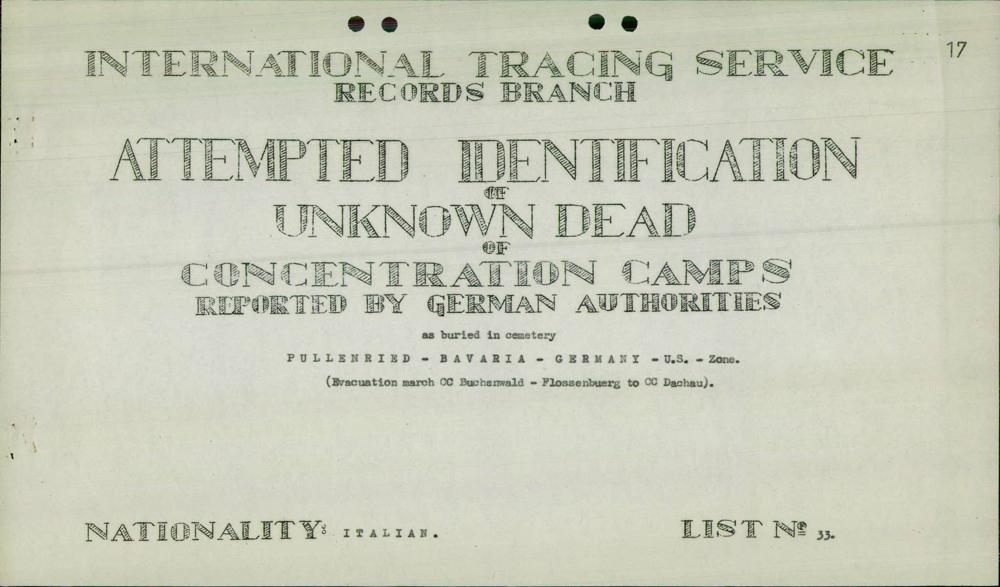 17
INTERNATIONAL TRACING SERVICE
RECORDS BRANCH
ATTEMPTED IDENTIFICATION
OF
UNKNOWN DEAD
OF
CONCENTRATION CAMPS
REPORTED BY GERMAN AUTHORITIES
as buried in cemetery
PULLENRIED - BAVARIA - GERMANY - U.S. - Zone.
(Evacuation march CC Buchenwald - Flossenbuerg to CC Dachau).
NATIONALITY: ITALIAN. LIST Nº 33.